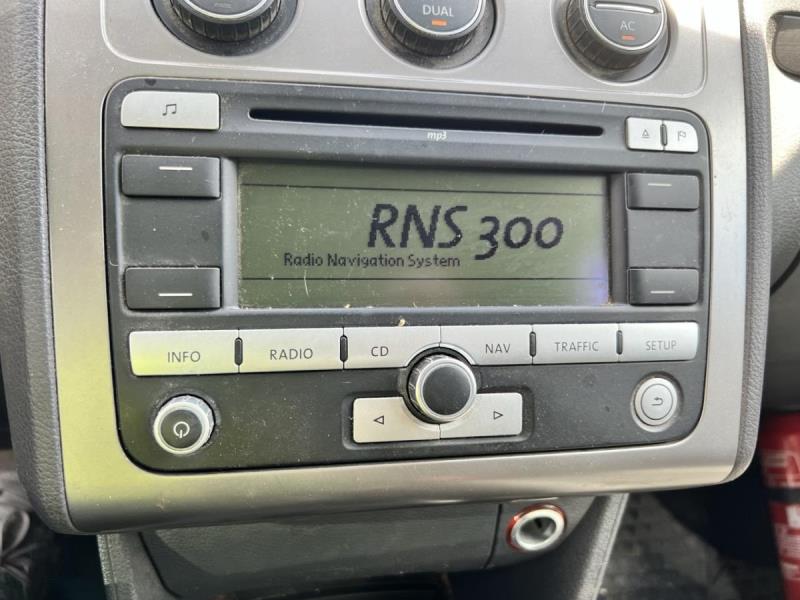 DUAL
AC
mp3
RNS 300
Radio Navigation System
INFO
RADIO
CD
NAV
TRAFFIC
SETUP